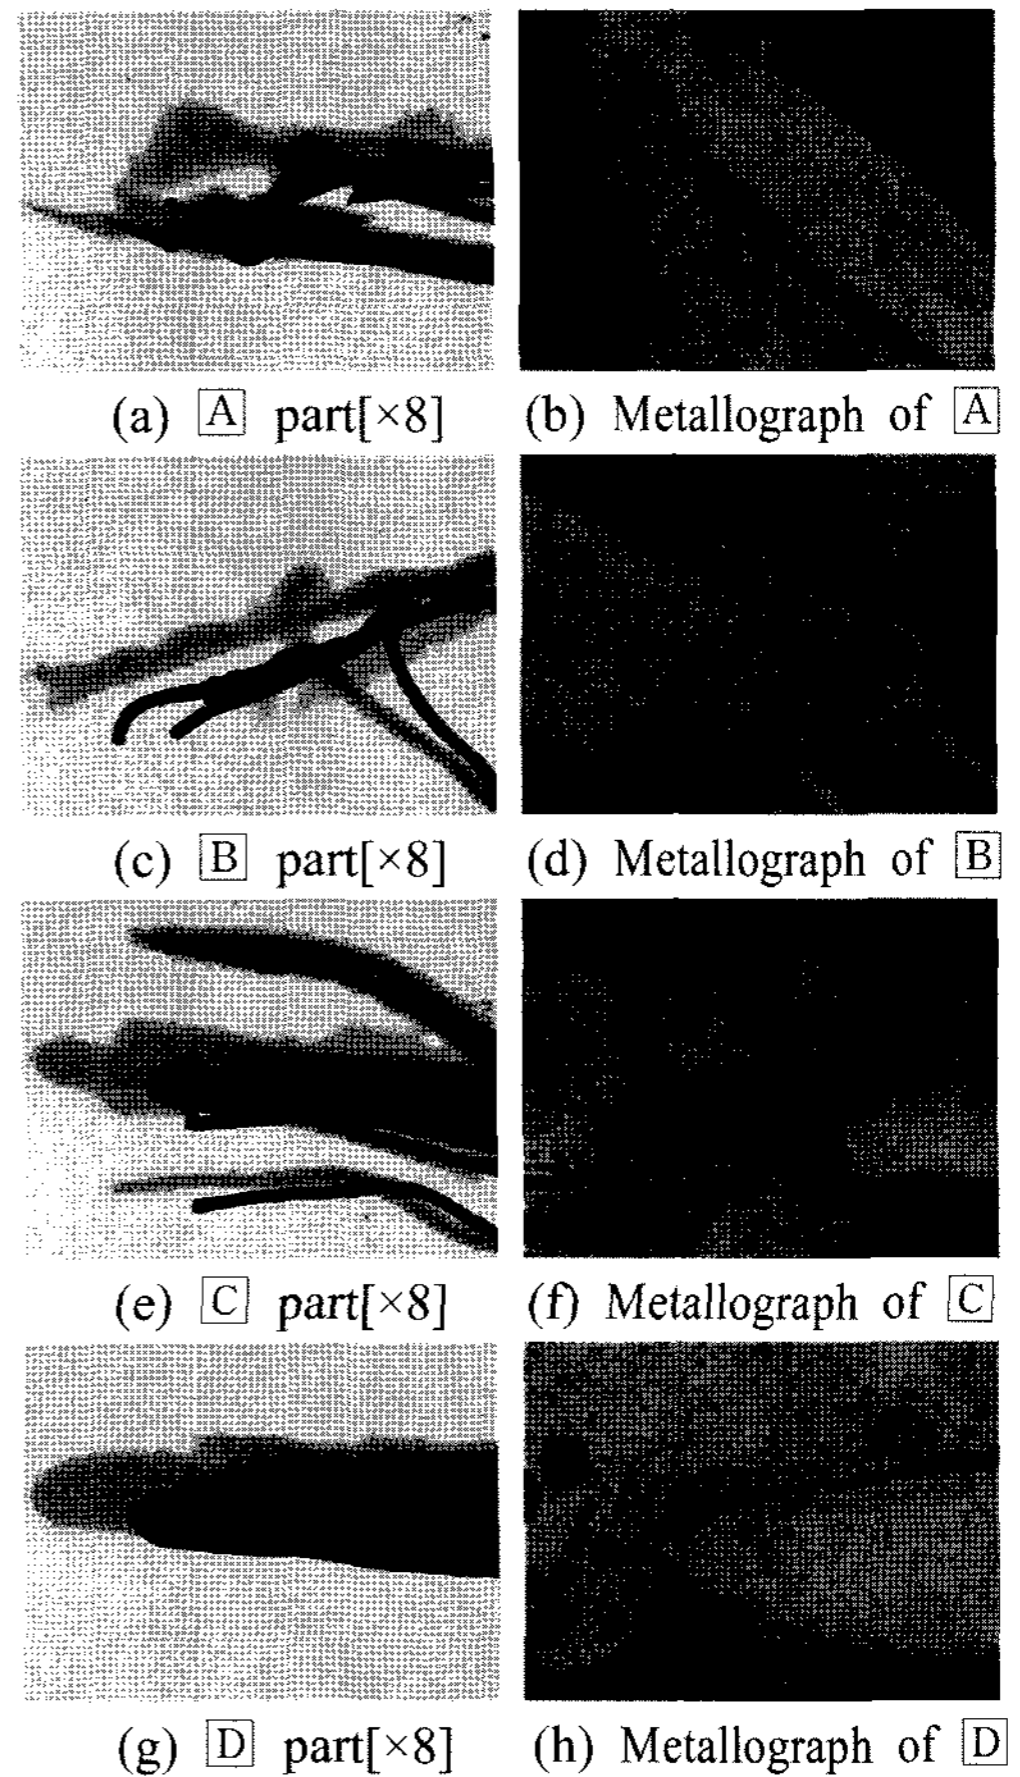 (a) A part[×8] (b) Metallograph of A
(c) B part[×8] (d) Metallograph of B
(e) C part[×8] (f) Metallograph of C
(g) D part[×8] (h) Metallograph of D